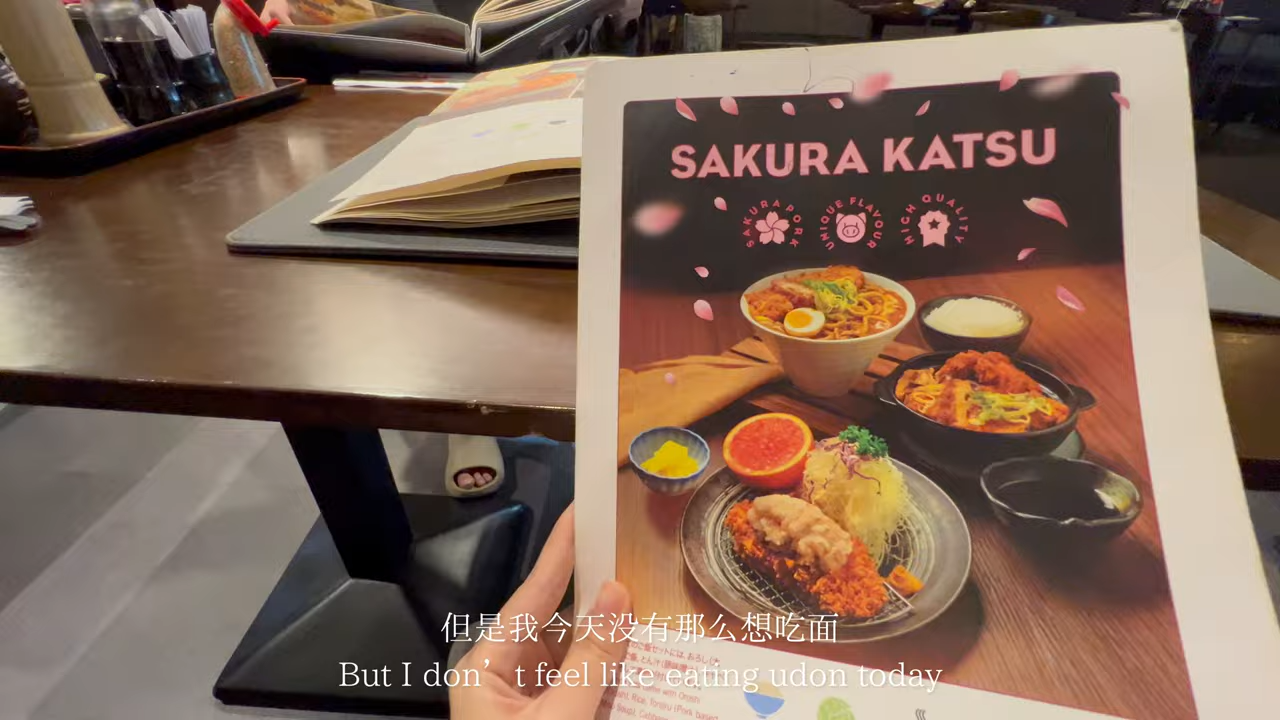 SAKURA KATSU
SAKURA PORK
UNIQUE FLAVOUR
HIGH QUALITY
但是我今天没有那么想吃面
But I don’t feel like eating udon today